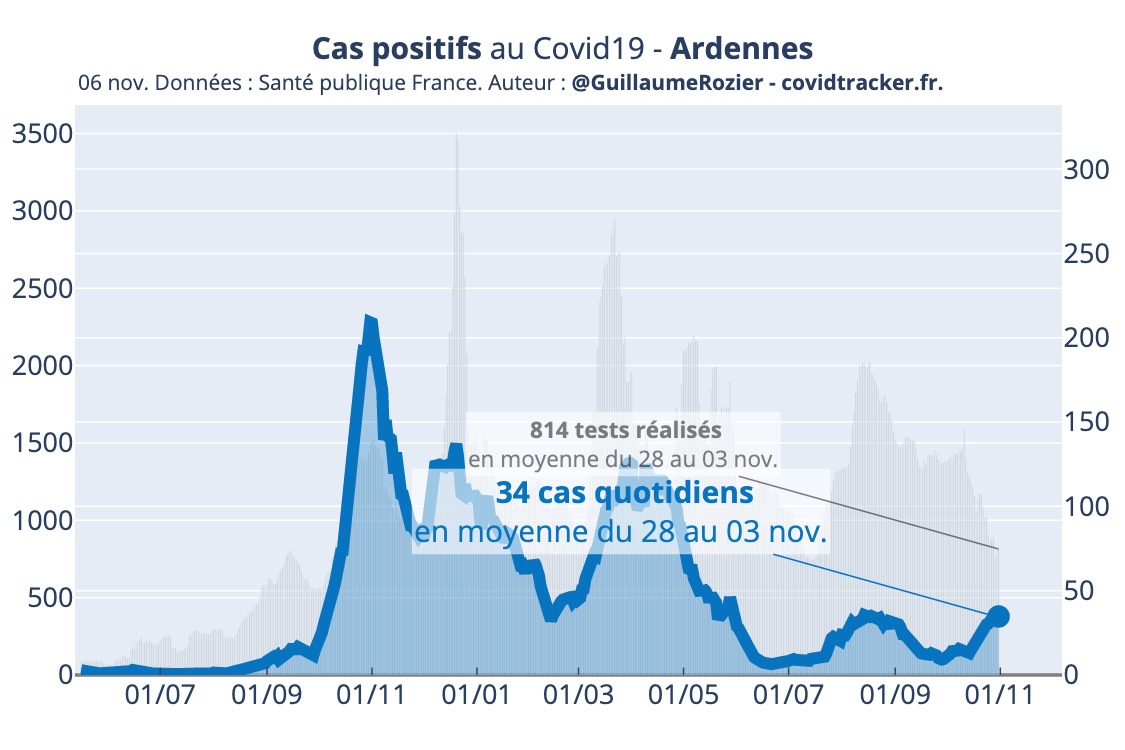 Cas positifs au Covid19 - Ardennes
06 nov. Données : Santé publique France. Auteur : @GuillaumeRozier - covidtracker.fr.
3500
3000
2500
2000
1500
1000
500
0
300
250
200
150
100
50
0
814 tests réalisés
en moyenne du 28 au 03 nov.
34 cas quotidiens
en moyenne du 28 au 03 nov.
01/07 01/09 01/11 01/01 01/03 01/05 01/07 01/09 01/11